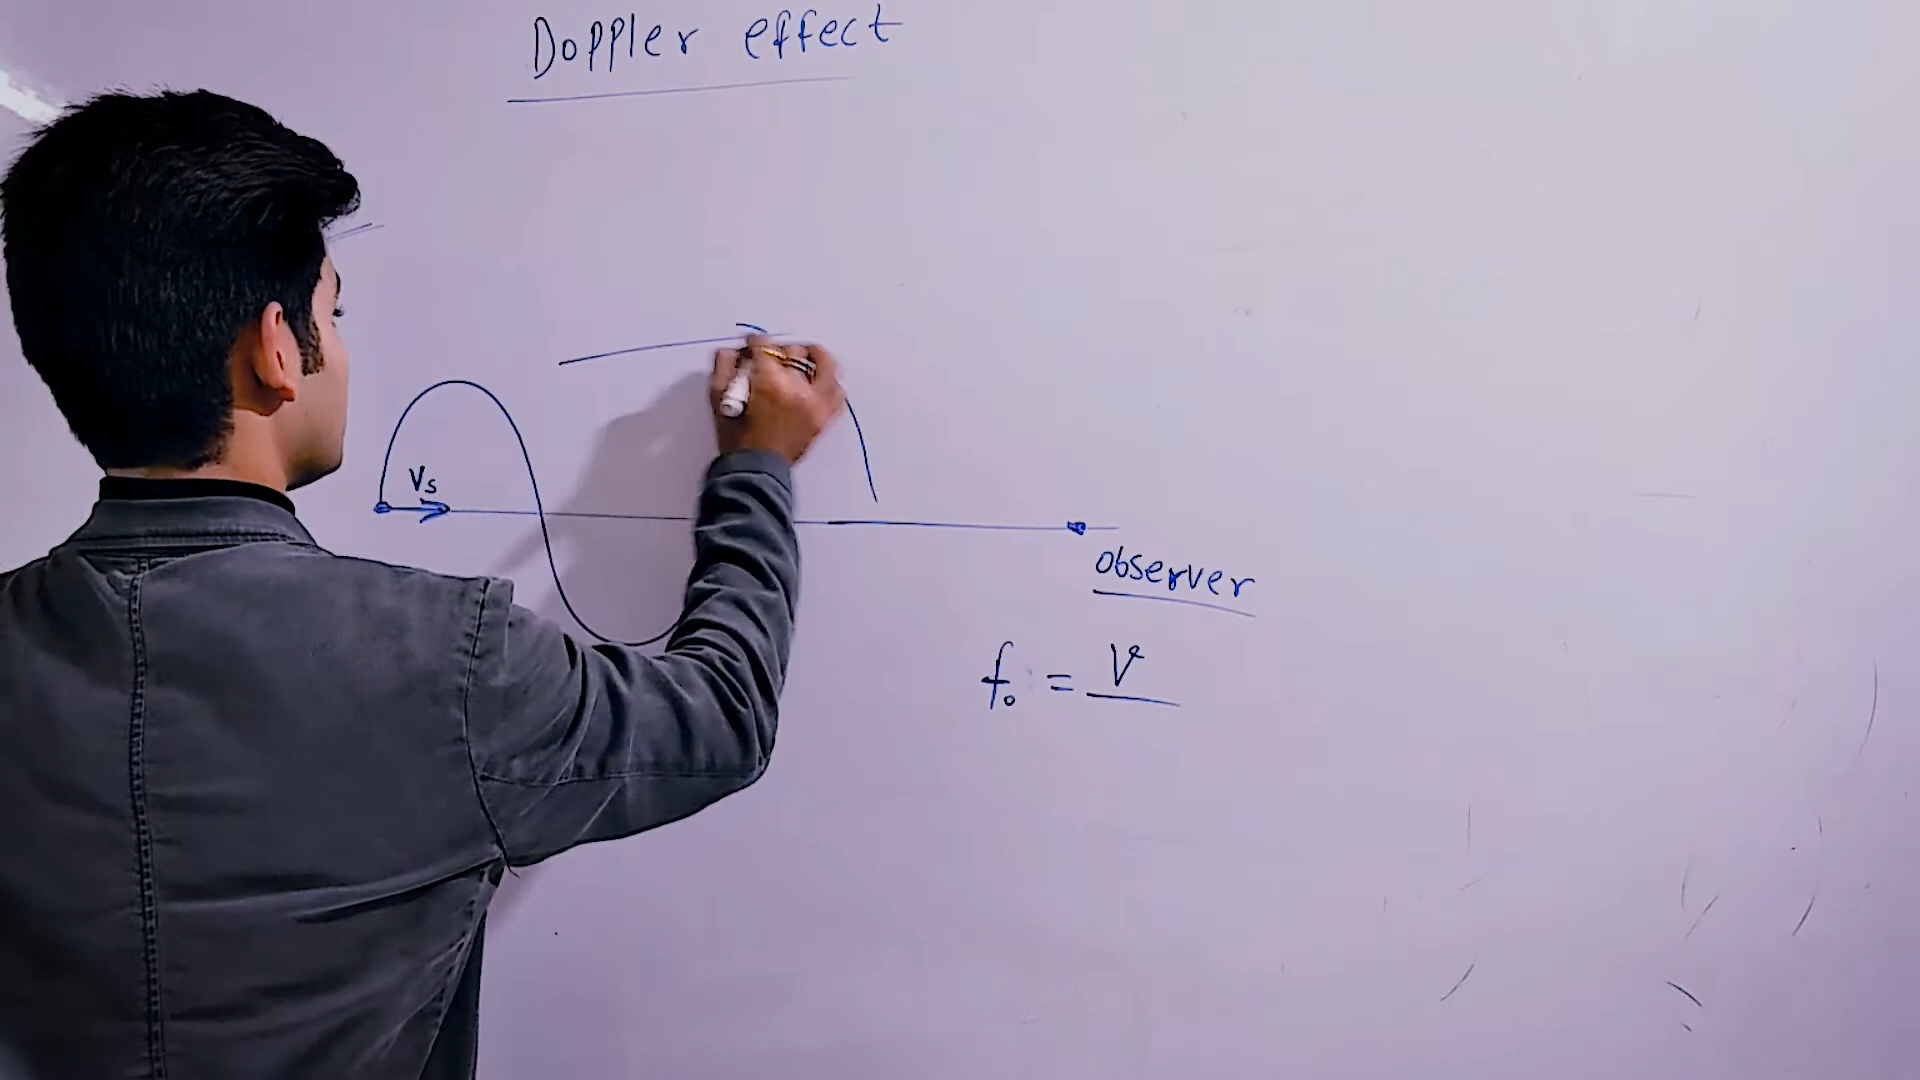 Doppler effect
Vs
observer
f₀ = V